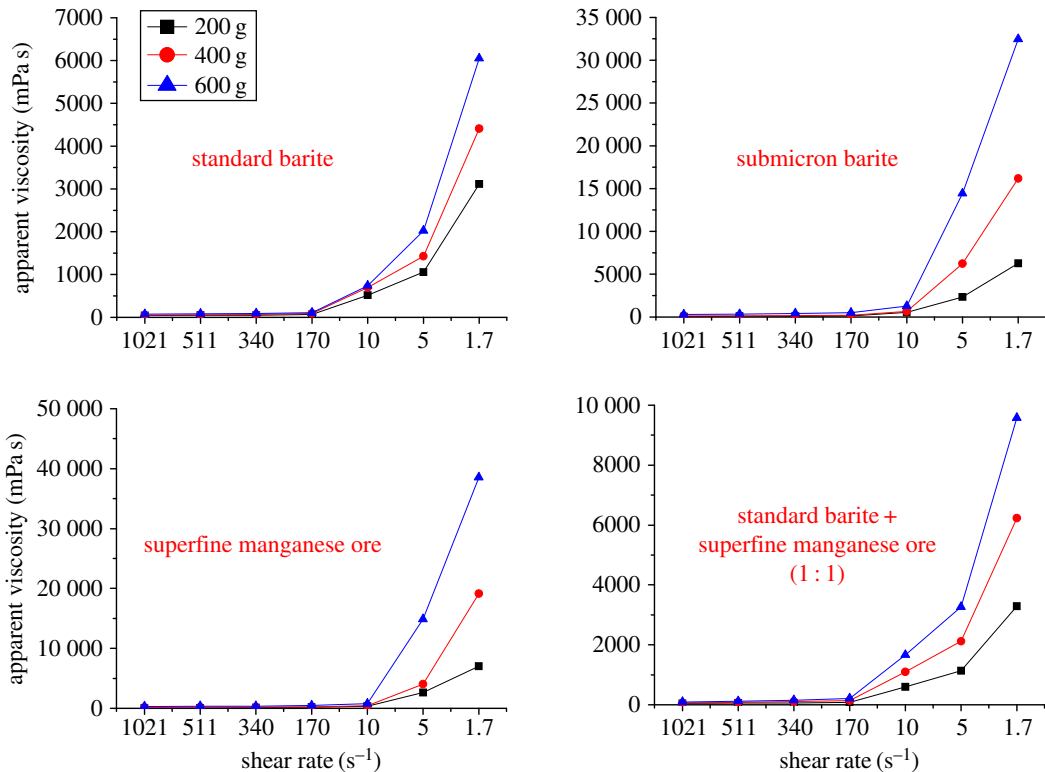 7000
6000
5000
4000
3000
2000
1000
0
apparent viscosity (mPa s)
200 g
400 g
600 g
standard barite
1021 511 340 170 10 5 1.7
35 000
30 000
25 000
20 000
15 000
10 000
5000
0
submicron barite
1021 511 340 170 10 5 1.7
50 000
40 000
30 000
20 000
10 000
0
apparent viscosity (mPa s)
superfine manganese ore
1021 511 340 170 10 5 1.7
shear rate (s⁻¹)
10 000
8000
6000
4000
2000
0
standard barite +
superfine manganese ore
(1 : 1)
1021 511 340 170 10 5 1.7
shear rate (s⁻¹)